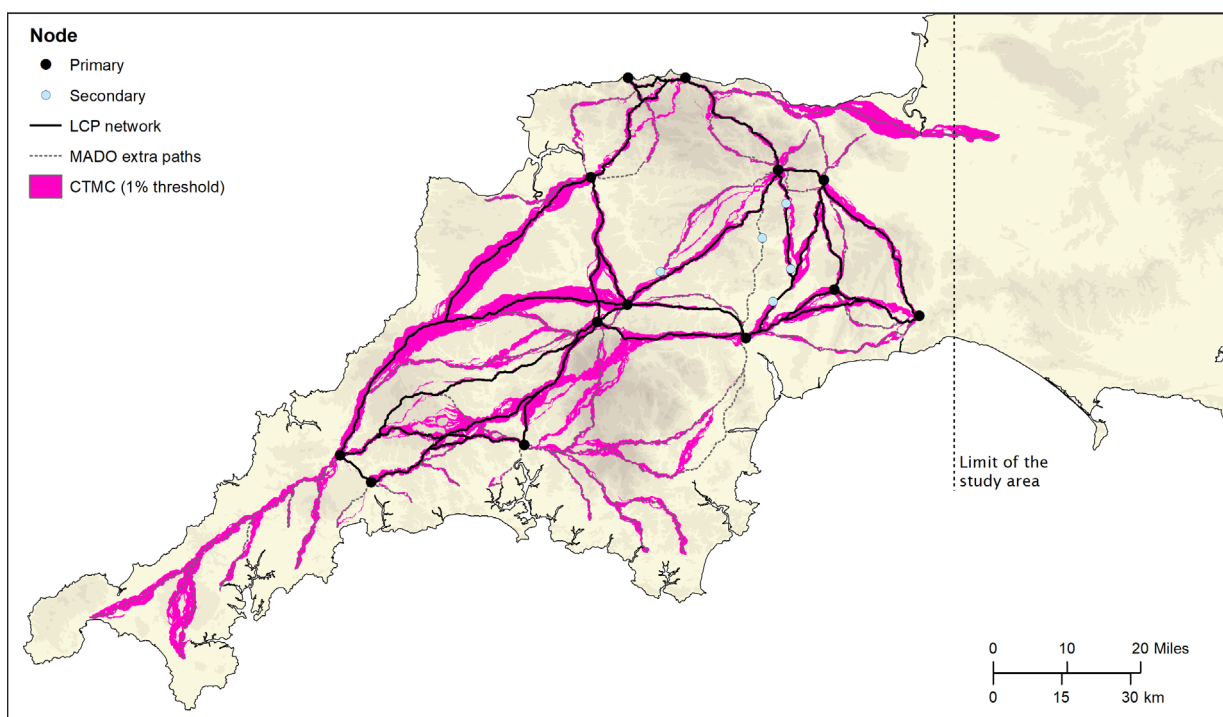 Node
Primary
Secondary
LCP network
MADO extra paths
CTMC (1% threshold)
Limit of the
study area
0 10 20 Miles
0 15 30 km